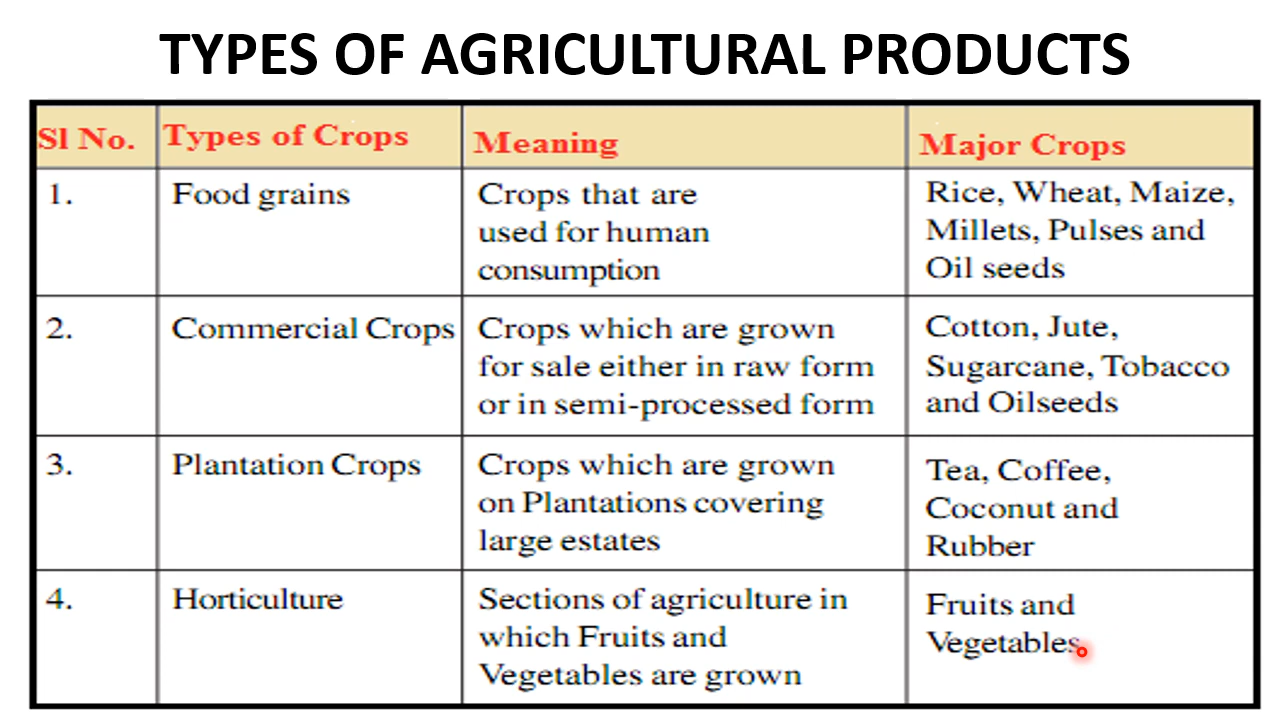 TYPES OF AGRICULTURAL PRODUCTS
Sl No.
Types of Crops
Meaning
Major Crops
1.
Food grains
Crops that are
used for human
consumption
Rice, Wheat, Maize,
Millets, Pulses and
Oil seeds
2.
Commercial Crops
Crops which are grown
for sale either in raw form
or in semi-processed form
Cotton, Jute,
Sugarcane, Tobacco
and Oilseeds
3.
Plantation Crops
Crops which are grown
on Plantations covering
large estates
Tea, Coffee,
Coconut and
Rubber
4.
Horticulture
Sections of agriculture in
which Fruits and
Vegetables are grown
Fruits and
Vegetables